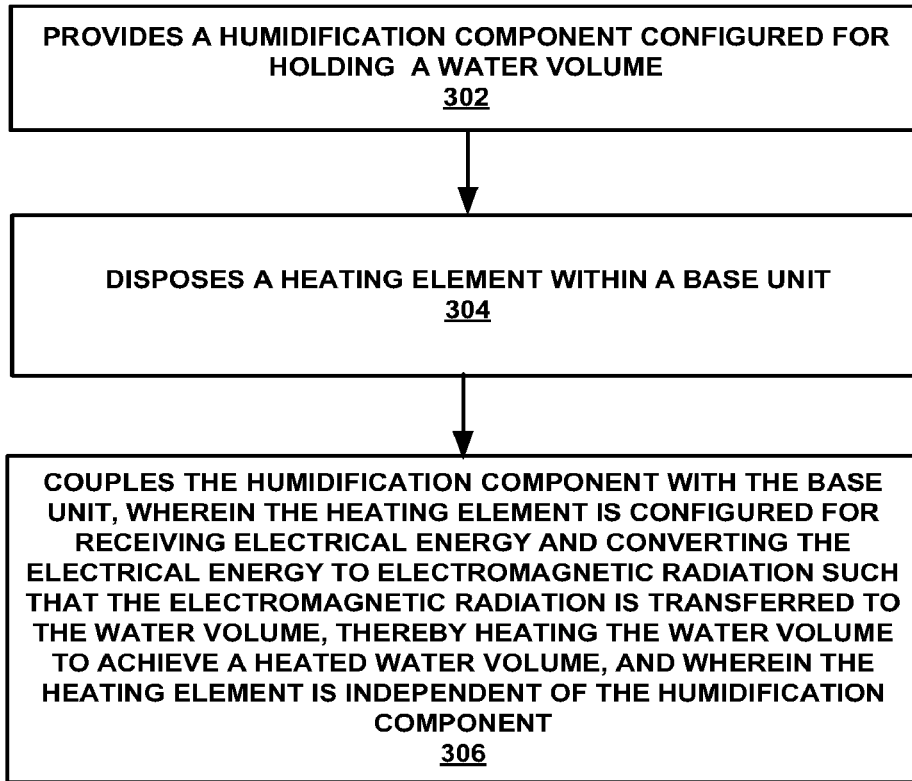 PROVIDES A HUMIDIFICATION COMPONENT CONFIGURED FOR
HOLDING A WATER VOLUME
302
DISPOSES A HEATING ELEMENT WITHIN A BASE UNIT
304
COUPLES THE HUMIDIFICATION COMPONENT WITH THE BASE
UNIT, WHEREIN THE HEATING ELEMENT IS CONFIGURED FOR
RECEIVING ELECTRICAL ENERGY AND CONVERTING THE
ELECTRICAL ENERGY TO ELECTROMAGNETIC RADIATION SUCH
THAT THE ELECTROMAGNETIC RADIATION IS TRANSFERRED TO
THE WATER VOLUME, THEREBY HEATING THE WATER VOLUME
TO ACHIEVE A HEATED WATER VOLUME, AND WHEREIN THE
HEATING ELEMENT IS INDEPENDENT OF THE HUMIDIFICATION
COMPONENT
306